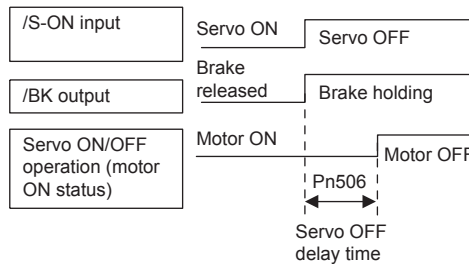 /S-ON input
Servo ON
Servo OFF
Brake
released
/BK output
Brake holding
Servo ON/OFF
operation (motor
ON status)
Motor ON
Motor OFF
Pn506
Servo OFF
delay time